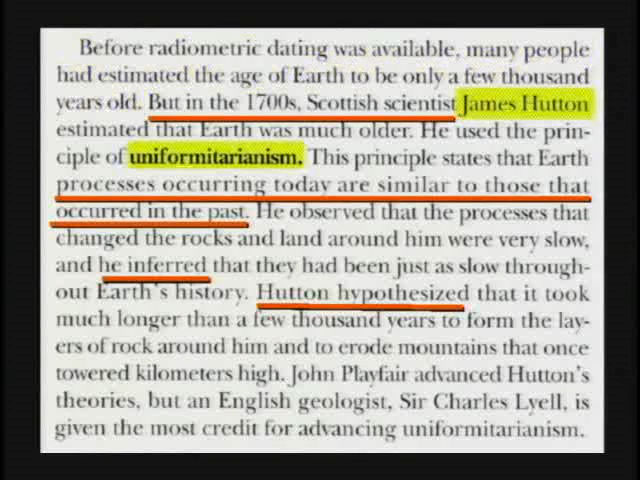 Before radiometric dating was available, many people
had estimated the age of Earth to be only a few thousand
years old. But in the 1700s, Scottish scientist James Hutton
estimated that Earth was much older. He used the prin-
ciple of uniformitarianism. This principle states that Earth
processes occurring today are similar to those that
occurred in the past. He observed that the processes that
changed the rocks and land around him were very slow,
and he inferred that they had been just as slow through-
out Earth's history. Hutton hypothesized that it took
much longer than a few thousand years to form the lay-
ers of rock around him and to erode mountains that once
towered kilometers high. John Playfair advanced Hutton's
theories, but an English geologist, Sir Charles Lyell, is
given the most credit for advancing uniformitarianism.